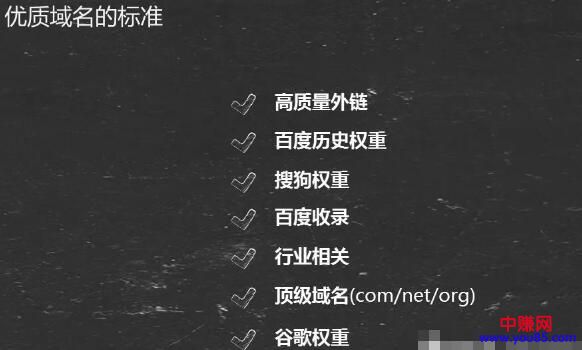 优质域名的标准
高质量外链
百度历史权重
搜狗权重
百度收录
行业相关
顶级域名(com/net/org)
谷歌权重
中赚网
www.you85.com